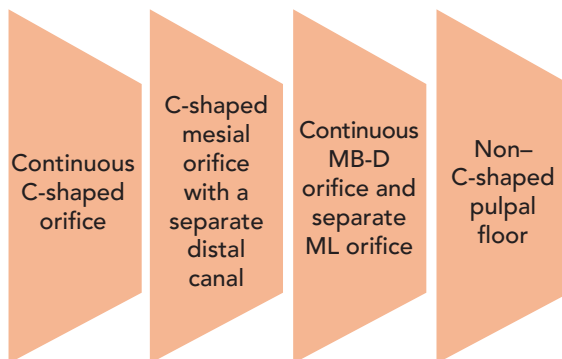 Continuous
C-shaped
orifice
C-shaped
mesial
orifice
with a
separate
distal
canal
Continuous
MB-D
orifice and
separate
ML orifice
Non–
C-shaped
pulpal
floor